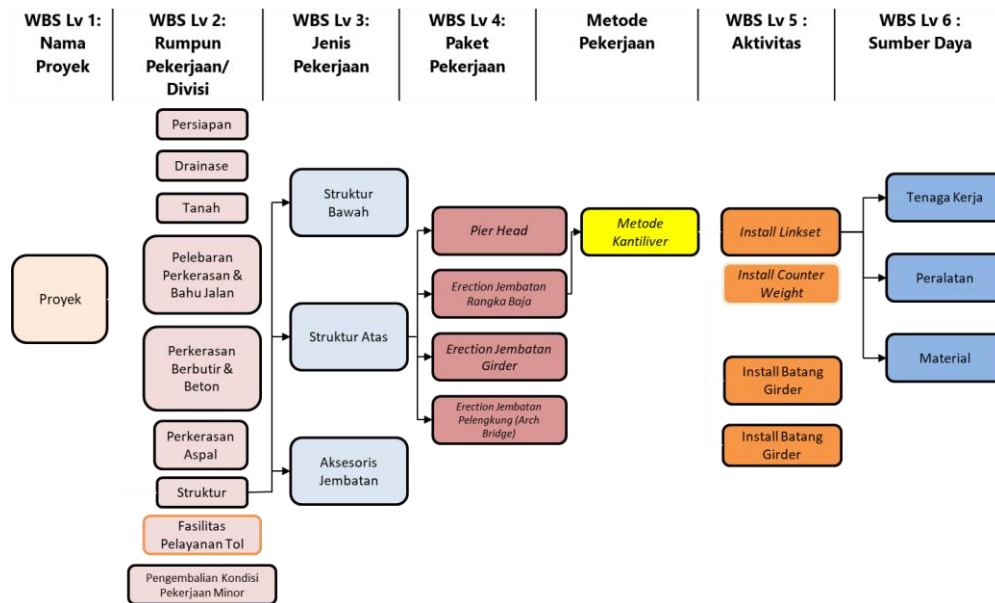 WBS Lv 1:
Nama
Proyek
WBS Lv 2:
Rumpun
Pekerjaan/
Divisi
WBS Lv 3:
Jenis
Pekerjaan
WBS Lv 4:
Paket
Pekerjaan
Metode
Pekerjaan
WBS Lv 5 :
Aktivitas
WBS Lv 6 :
Sumber Daya
Proyek
Persiapan
Drainase
Tanah
Pelebaran
Perkerasan &
Bahu Jalan
Perkerasan
Berbutir &
Beton
Perkerasan
Aspal
Struktur
Fasilitas
Pelayanan Tol
Pengembalian Kondisi
Pekerjaan Minor
Struktur
Bawah
Struktur Atas
Aksesoris
Jembatan
Pier Head
Erection Jembatan
Rangka Baja
Erection Jembatan
Girder
Erection Jembatan
Pelengkung (Arch
Bridge)
Metode
Kantiliver
Install Linkset
Install Counter
Weight
Install Batang
Girder
Install Batang
Girder
Tenaga Kerja
Peralatan
Material